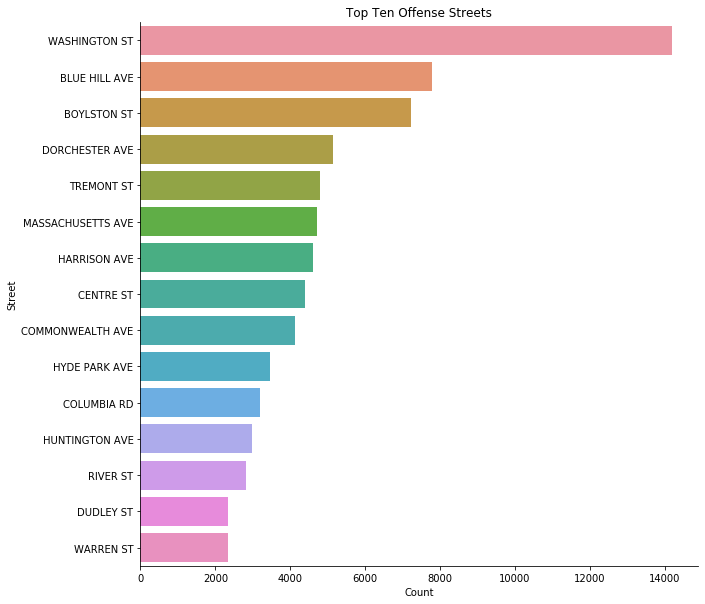 Top Ten Offense Streets
Street
WASHINGTON ST
BLUE HILL AVE
BOYLSTON ST
DORCHESTER AVE
TREMONT ST
MASSACHUSETTS AVE
HARRISON AVE
CENTRE ST
COMMONWEALTH AVE
HYDE PARK AVE
COLUMBIA RD
HUNTINGTON AVE
RIVER ST
DUDLEY ST
WARREN ST
0 2000 4000 6000 8000 10000 12000 14000
Count